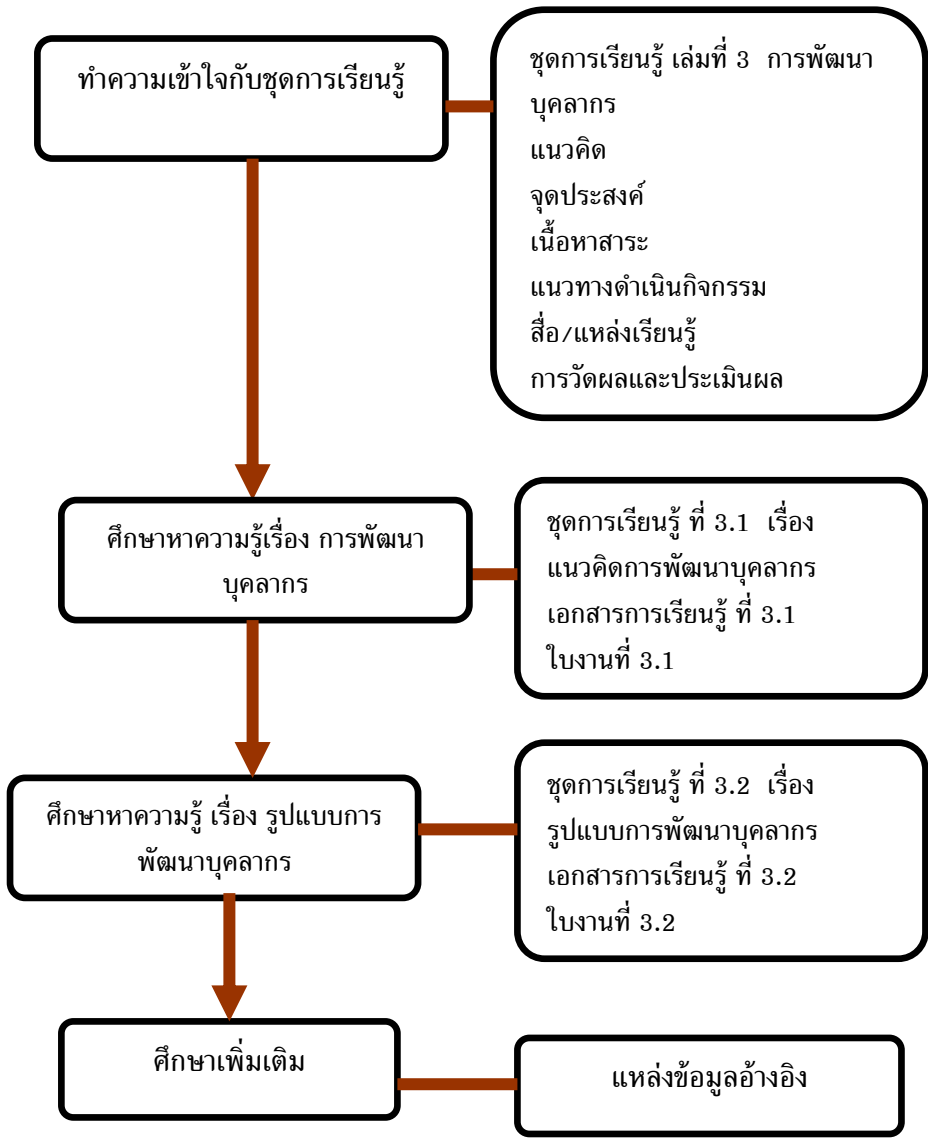 ทำความเข้าใจกับชุดการเรียนรู้
ชุดการเรียนรู้ เล่มที่ 3 การพัฒนา
บุคลากร
แนวคิด
จุดประสงค์
เนื้อหาสาระ
แนวทางดำเนินกิจกรรม
สื่อ/แหล่งเรียนรู้
การวัดผลและประเมินผล
ศึกษาหาความรู้เรื่อง การพัฒนา
บุคลากร
ชุดการเรียนรู้ ที่ 3.1 เรื่อง
แนวคิดการพัฒนาบุคลากร
เอกสารการเรียนรู้ ที่ 3.1
ใบงานที่ 3.1
ศึกษาหาความรู้ เรื่อง รูปแบบการ
พัฒนาบุคลากร
ชุดการเรียนรู้ ที่ 3.2 เรื่อง
รูปแบบการพัฒนาบุคลากร
เอกสารการเรียนรู้ ที่ 3.2
ใบงานที่ 3.2
ศึกษาเพิ่มเติม
แหล่งข้อมูลอ้างอิง